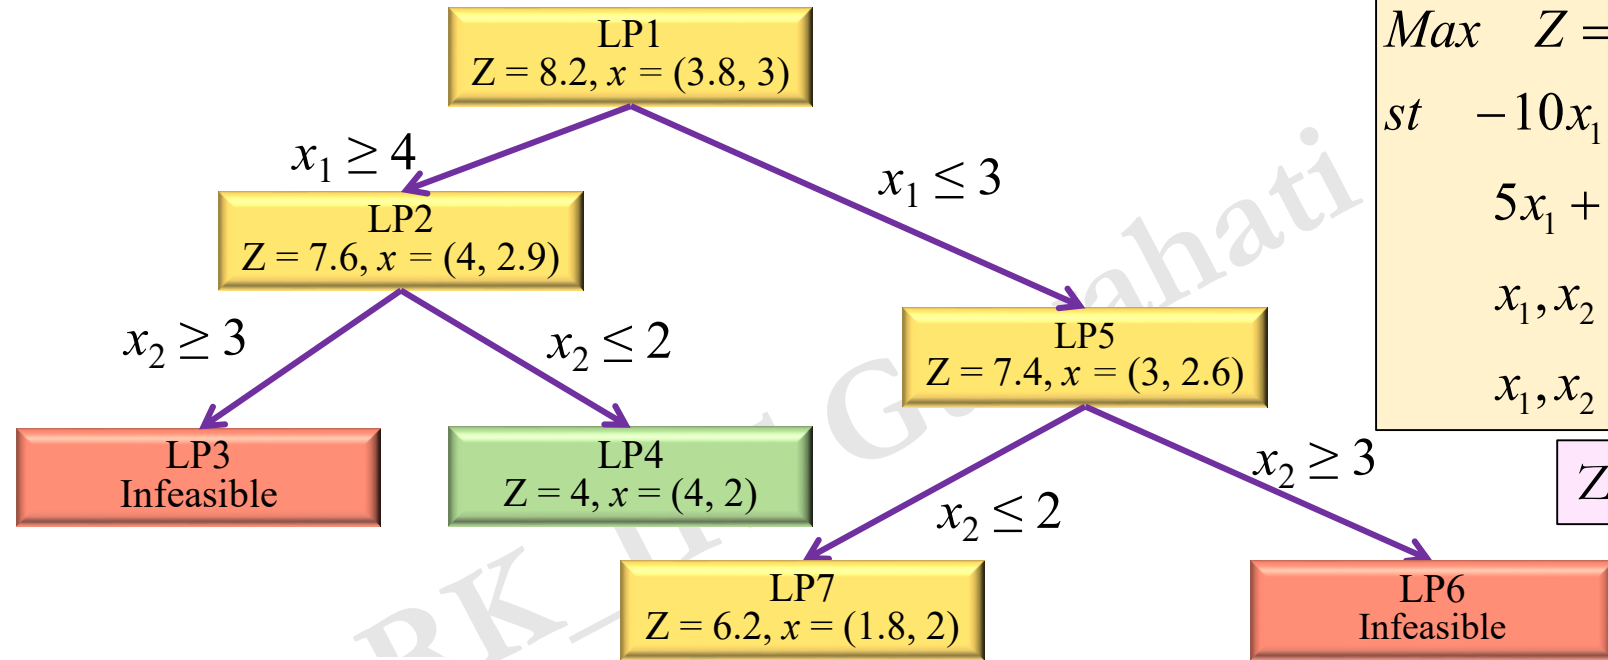 LP1
Z = 8.2, x = (3.8, 3)
Max Z =
st −10x₁
5x₁ +
x₁, x₂
x₁, x₂
Z
x₁ ≥ 4
x₁ ≤ 3
LP2
Z = 7.6, x = (4, 2.9)
LP5
Z = 7.4, x = (3, 2.6)
x₂ ≥ 3
x₂ ≤ 2
LP3
Infeasible
LP4
Z = 4, x = (4, 2)
x₂ ≤ 2
x₂ ≥ 3
LP7
Z = 6.2, x = (1.8, 2)
LP6
Infeasible